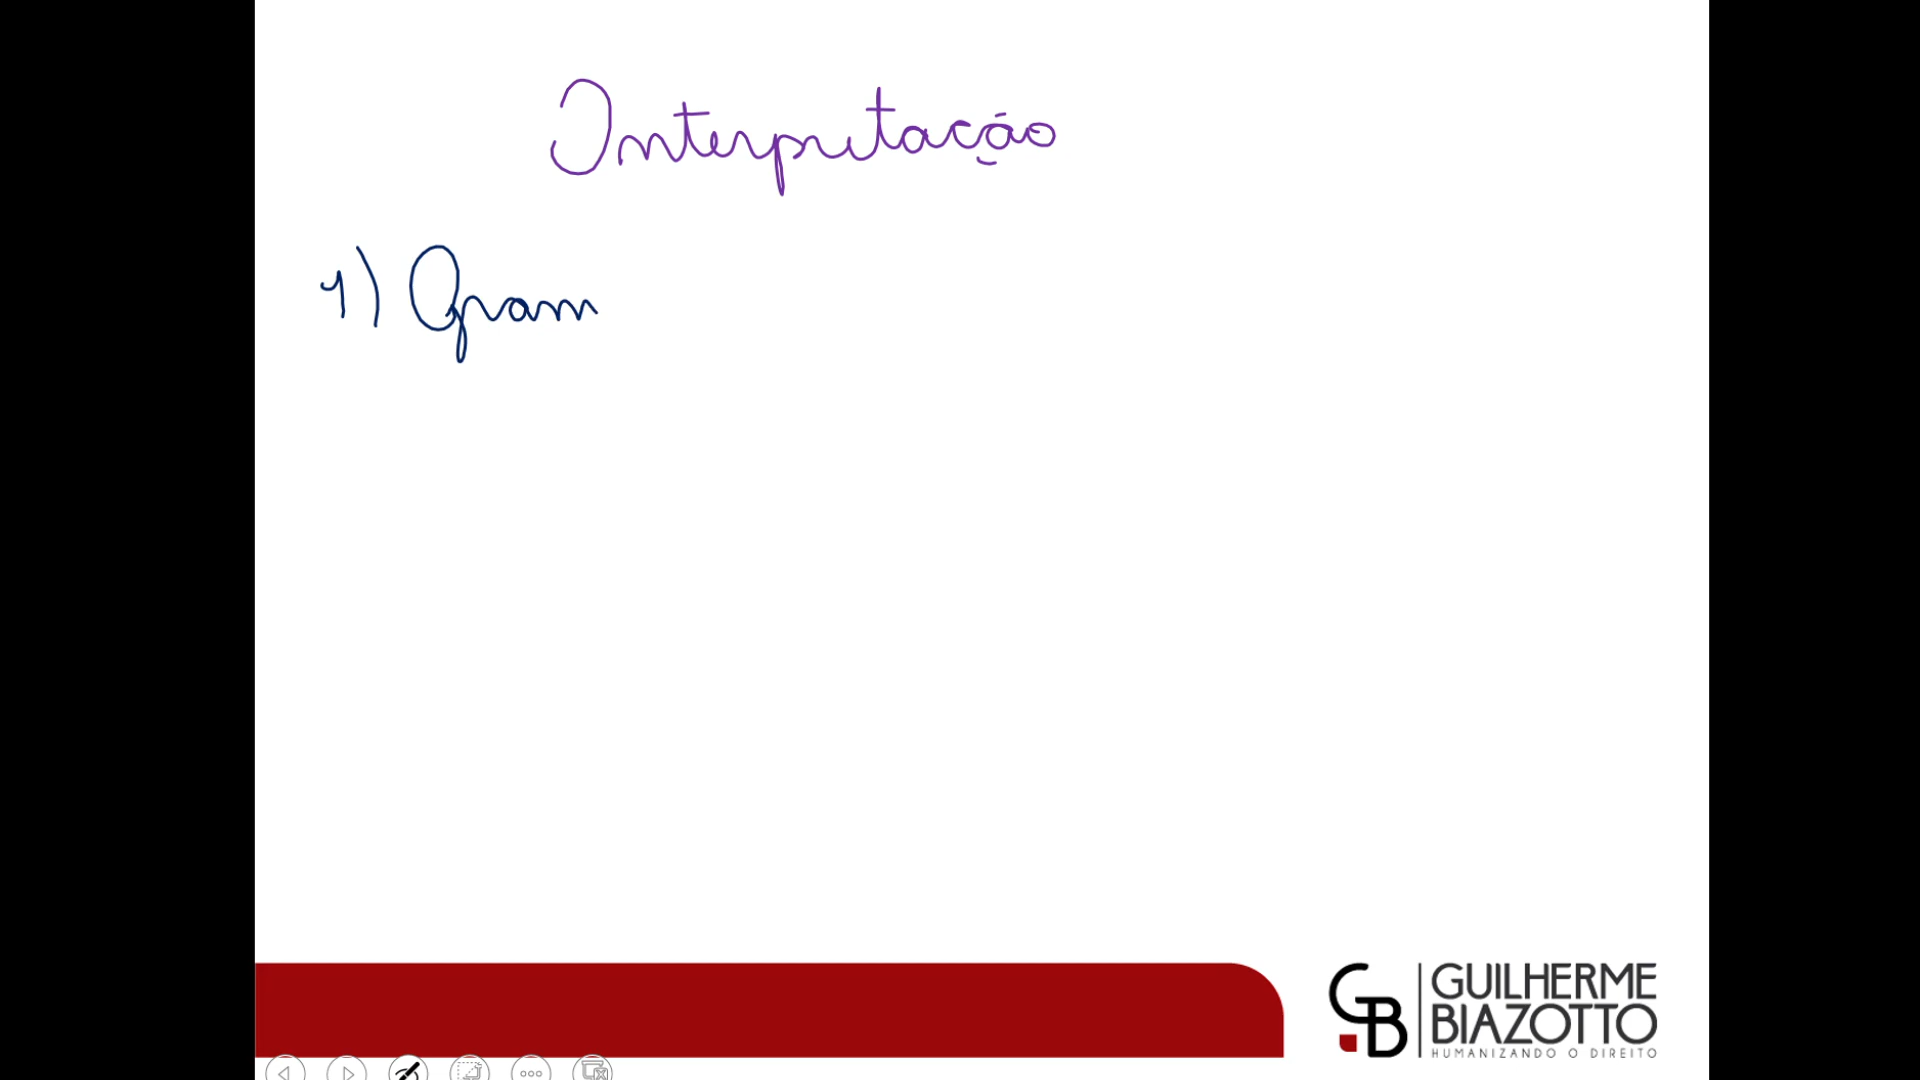 Interpretação
1) Gram
GUILHERME
BIAZOTTO
HUMANIZANDO O DIREITO